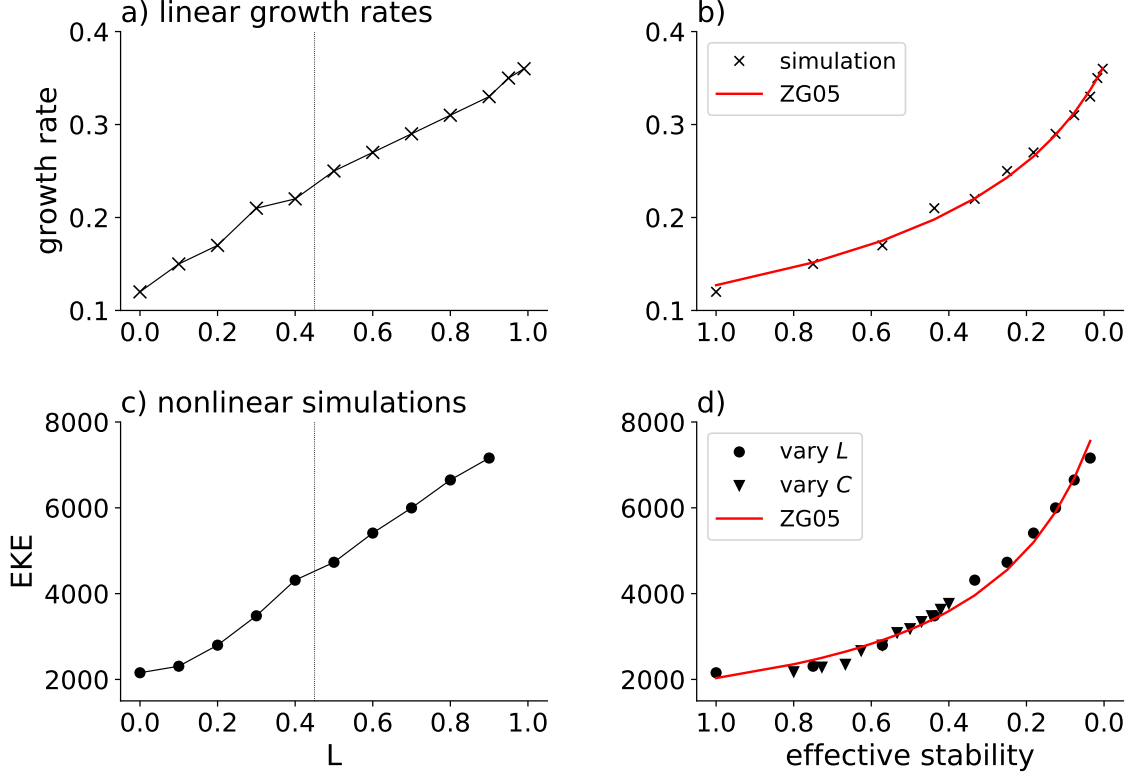 a) linear growth rates
growth rate
0.4
0.3
0.2
0.1
0.0 0.2 0.4 0.6 0.8 1.0
b)
simulation
ZG05
0.4
0.3
0.2
0.1
1.0 0.8 0.6 0.4 0.2 0.0
c) nonlinear simulations
EKE
8000
6000
4000
2000
0.0 0.2 0.4 0.6 0.8 1.0
L
d)
vary L
vary C
ZG05
8000
6000
4000
2000
1.0 0.8 0.6 0.4 0.2 0.0
effective stability